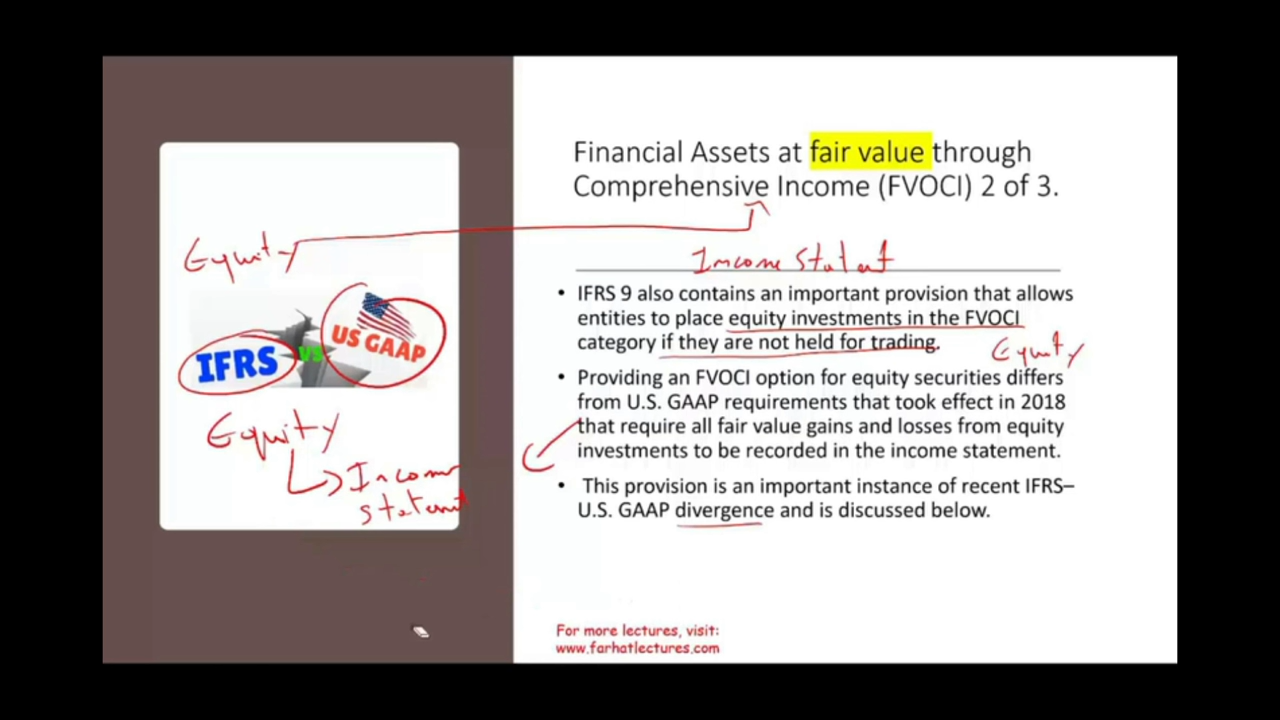 Financial Assets at fair value through
Comprehensive Income (FVOCI) 2 of 3.
Equity
Income
IFRS
VS
US GAAP
Equity
Income
• IFRS 9 also contains an important provision that allows
entities to place equity investments in the FVOCI
category if they are not held for trading.
Equity
• Providing an FVOCI option for equity securities differs
from U.S. GAAP requirements that took effect in 2018
that require all fair value gains and losses from equity
investments to be recorded in the income statement.
• This provision is an important instance of recent IFRS–
U.S. GAAP divergence and is discussed below.
For more lectures, visit:
www.farhatlectures.com